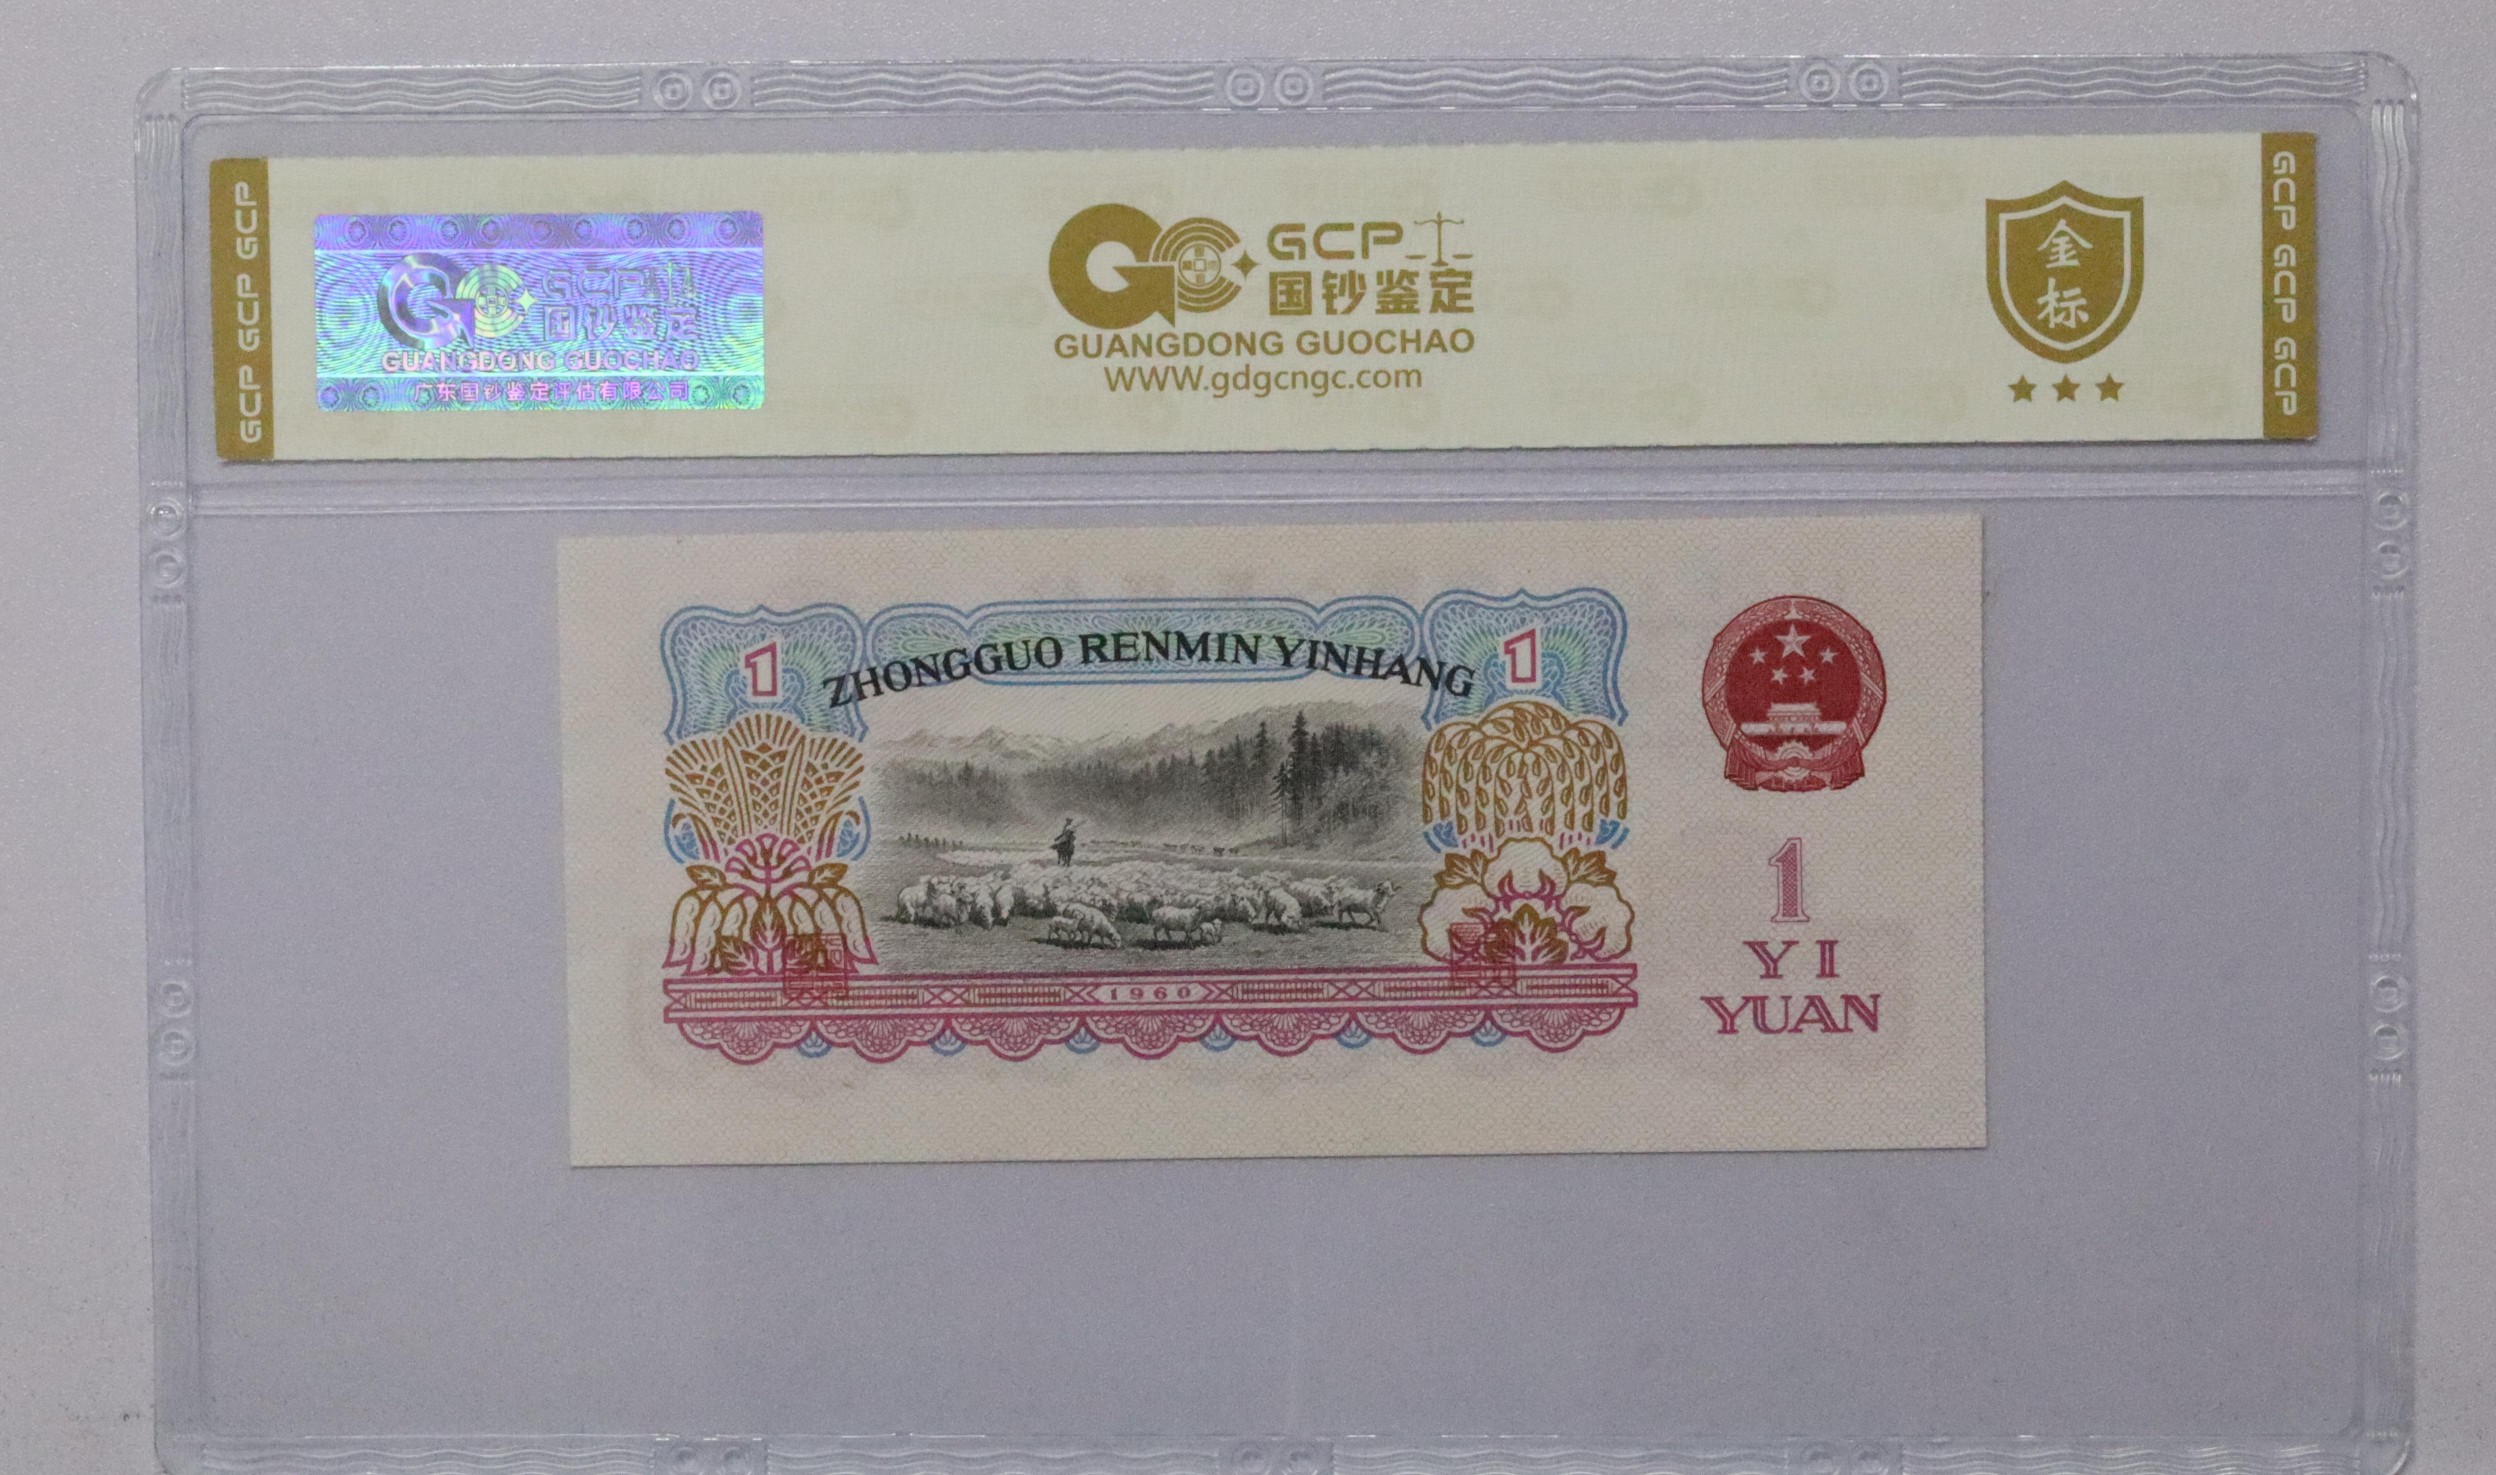 GCP GCP GCP
GCP
国钞鉴定
GUANGDONG GUOCHAO
广东国钞鉴定评估有限公司
GCP
国钞鉴定
GUANGDONG GUOCHAO
WWW.gdgcngc.com
金
标
GCP GCP GCP
1
ZHONGGUO RENMIN YINHANG
1
1960
1
YI
YUAN